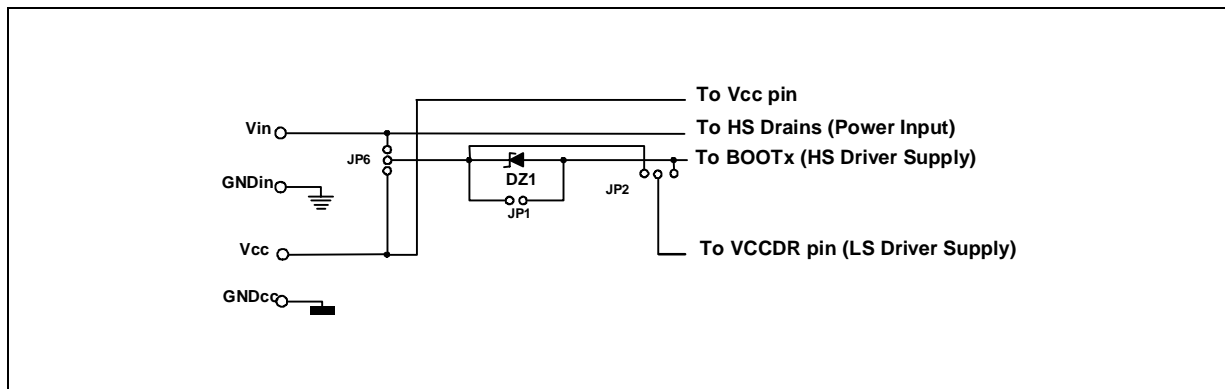 To Vcc pin
Vin
To HS Drains (Power Input)
JP6
To BOOTx (HS Driver Supply)
DZ1
GNDin
JP2
JP1
Vcc
To VCCDR pin (LS Driver Supply)
GNDcc